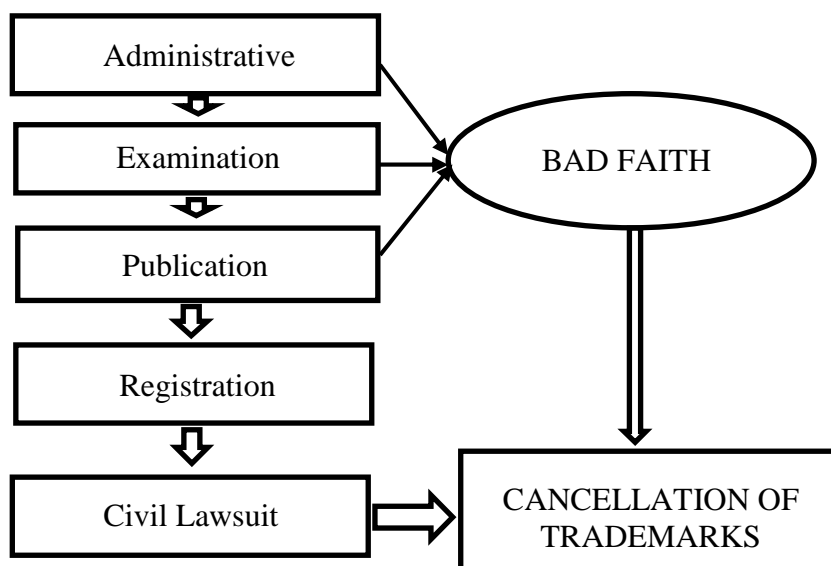 Administrative
Examination
BAD FAITH
Publication
Registration
Civil Lawsuit
CANCELLATION OF
TRADEMARKS